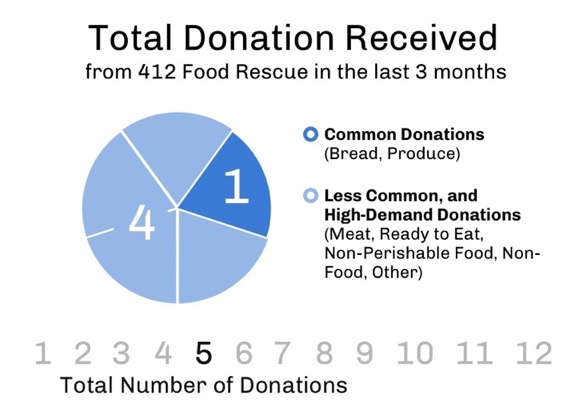 Total Donation Received
from 412 Food Rescue in the last 3 months
1
4
Common Donations
(Bread, Produce)
Less Common, and
High-Demand Donations
(Meat, Ready to Eat,
Non-Perishable Food, Non-
Food, Other)
1 2 3 4 5 6 7 8 9 10 11 12
Total Number of Donations